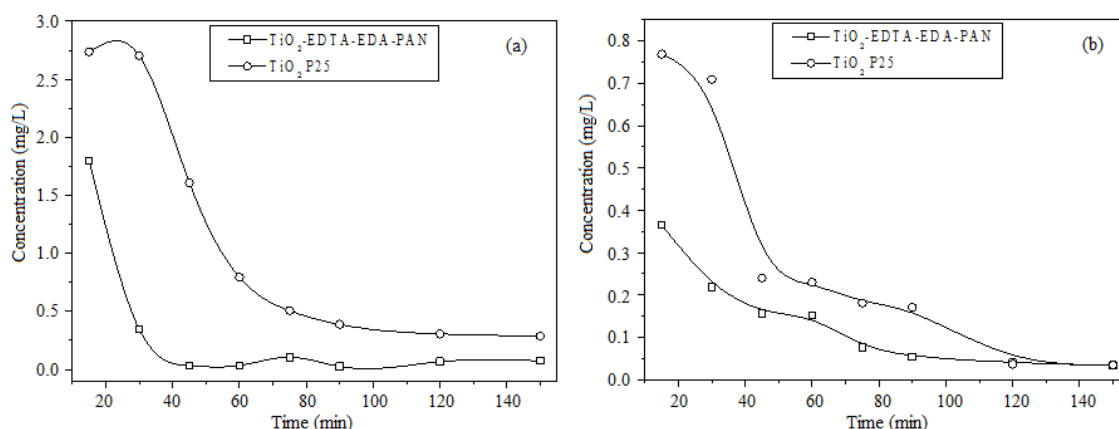 TiO2-EDTA-EDA-PAN
TiO2 P25
(a)
Concentration (mg/L)
3.0
2.5
2.0
1.5
1.0
0.5
0.0
20 40 60 80 100 120 140
Time (min)
TiO2-EDTA-EDA-PAN
TiO2 P25
(b)
Concentration (mg/L)
0.8
0.7
0.6
0.5
0.4
0.3
0.2
0.1
0.0
20 40 60 80 100 120 140
Time (min)